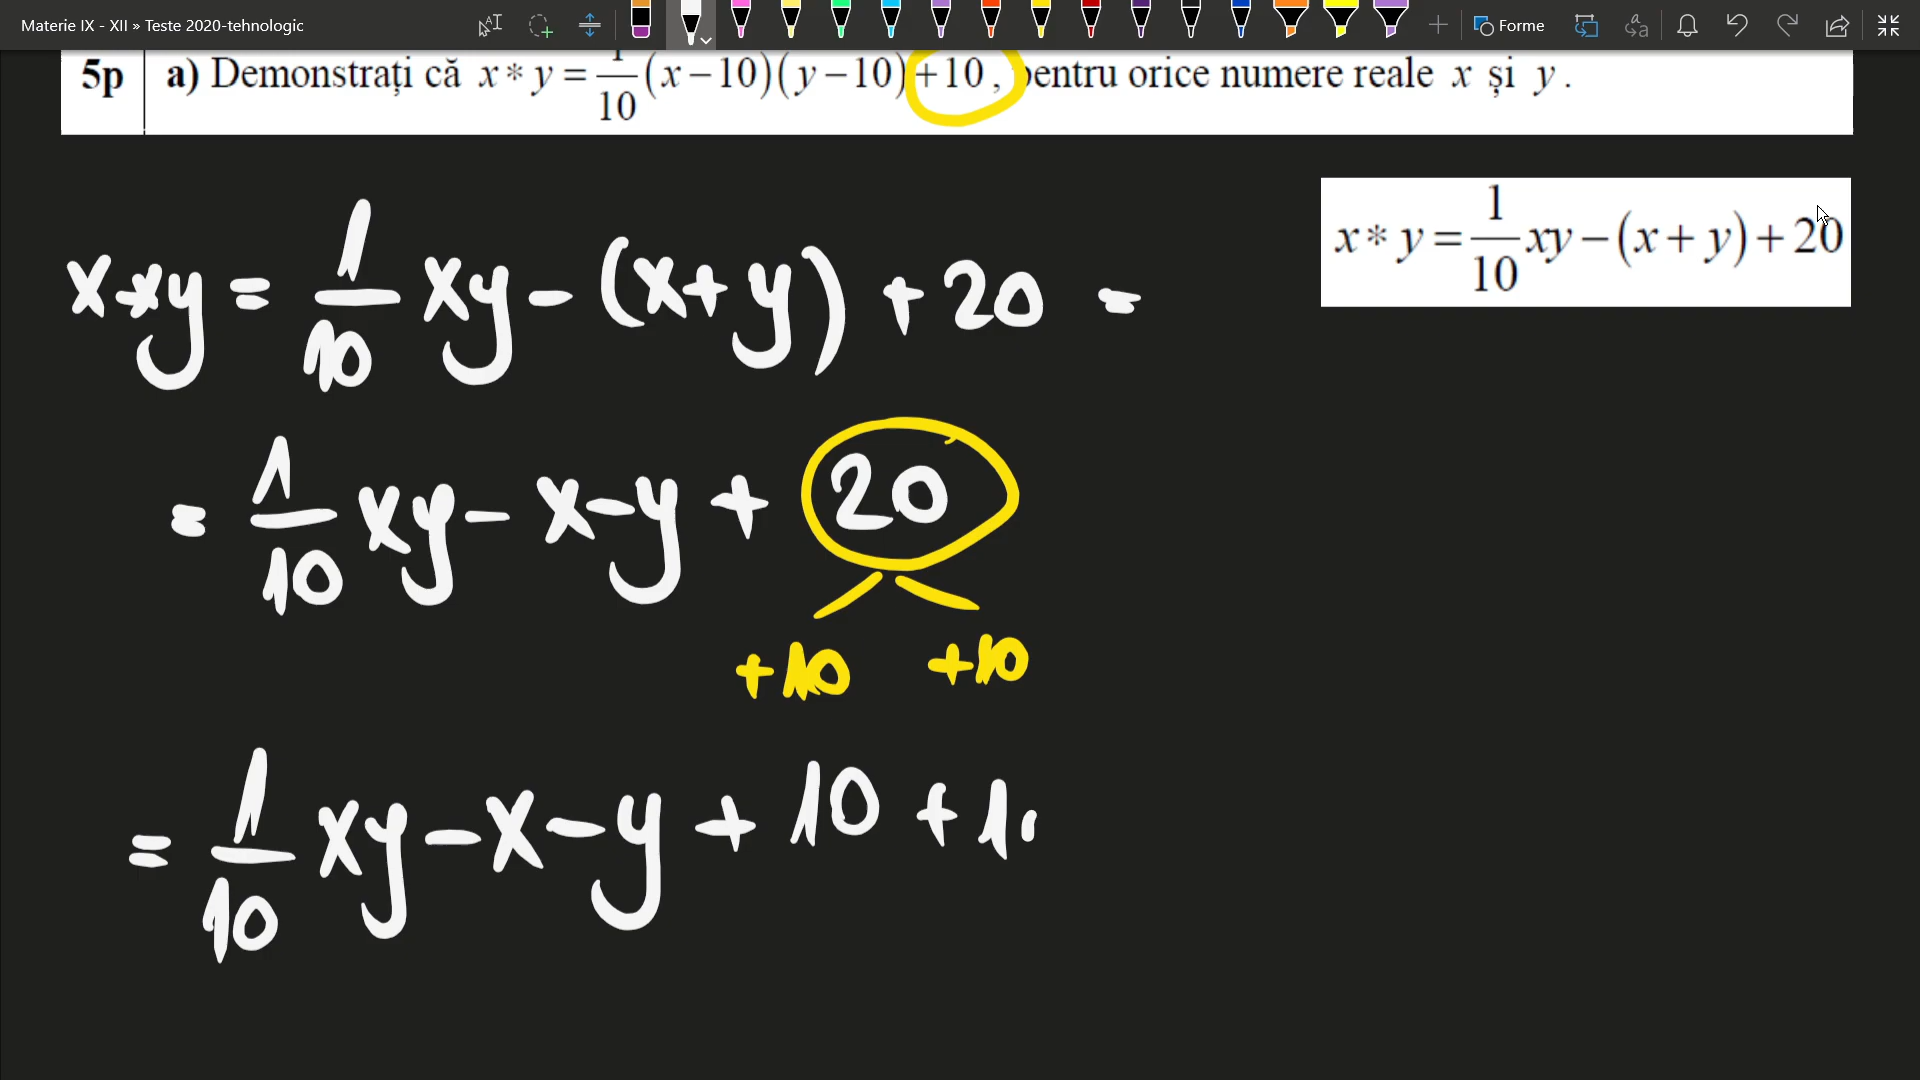 Materie IX - XII » Teste 2020-tehnologic
Forme
5p a) Demonstrați că x * y = 1/10 (x−10)(y−10)+10, pentru orice numere reale x și y.
x * y = 1/10 xy − (x + y) + 20
x * y = 1/10 xy − (x+y) + 20 =
= 1/10 xy − x − y + 20
+10 +10
= 1/10 xy − x − y + 10 + 1